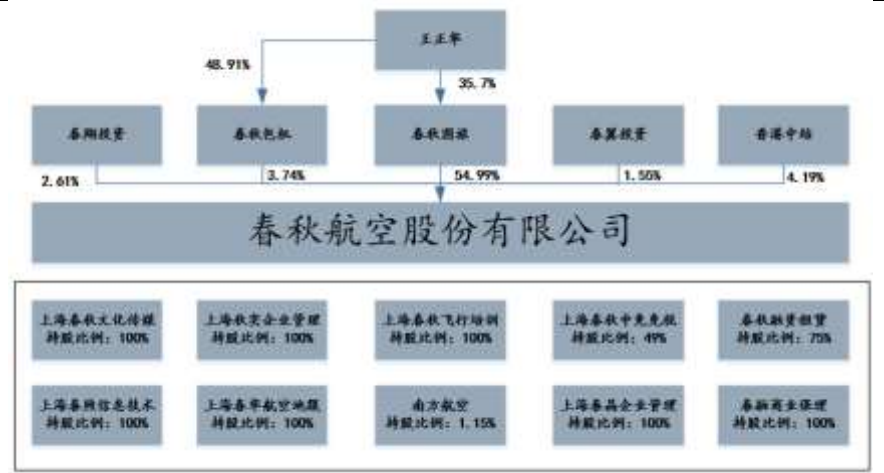 王正华
48.91%
35.7%
春翔投资
春秋包机
春秋国旅
春翼投资
香港中结
2.61%
3.74%
54.99%
1.55%
4.19%
春秋航空股份有限公司
上海春秋文化传媒
持股比例：100%
上海秋实企业管理
持股比例：100%
上海春秋飞行培训
持股比例：100%
上海春秋中免免税
持股比例：49%
春秋融资租赁
持股比例：75%
上海春煦信息技术
持股比例：100%
上海春华航空地服
持股比例：100%
南方航空
持股比例：1.15%
上海春晶企业管理
持股比例：100%
春融商业保理
持股比例：100%